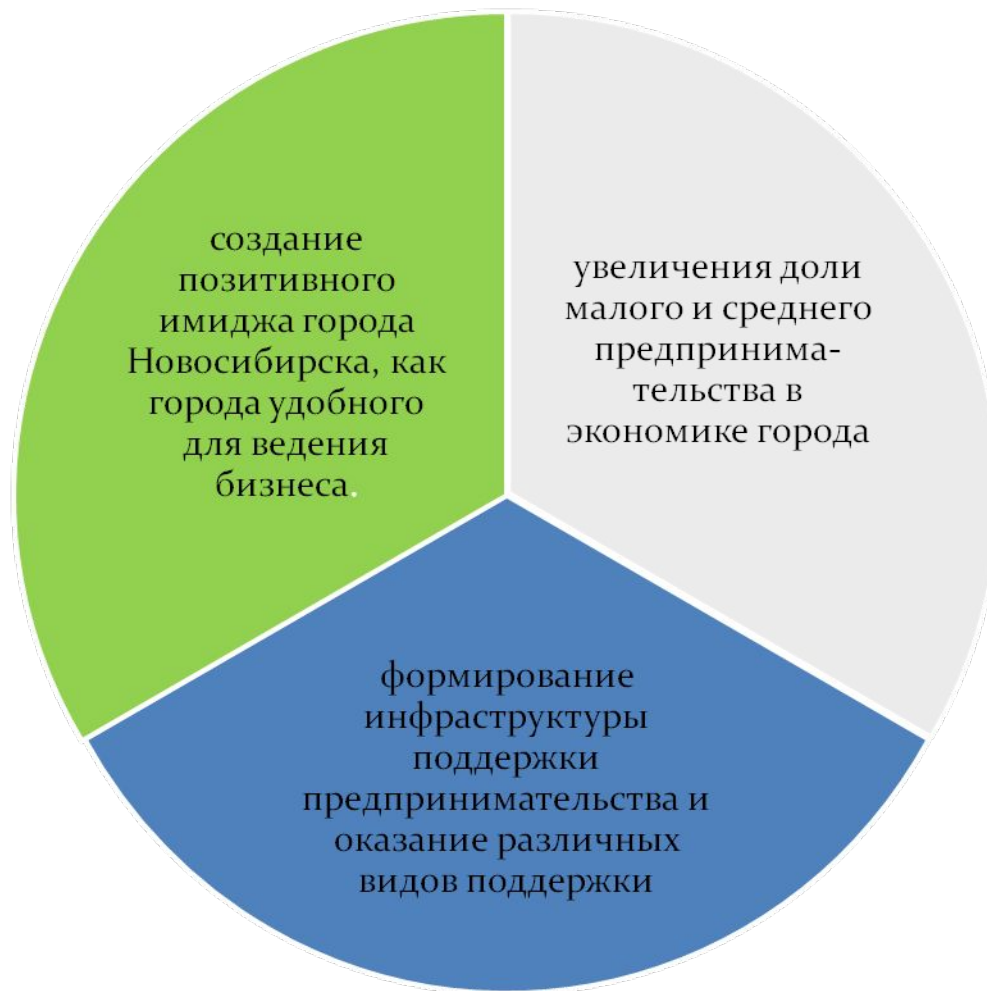 создание
позитивного
имиджа города
Новосибирска, как
города удобного
для ведения
бизнеса.
увеличения доли
малого и среднего
предпринима-
тельства в
экономике города
формирование
инфраструктуры
поддержки
предпринимательства и
оказание различных
видов поддержки